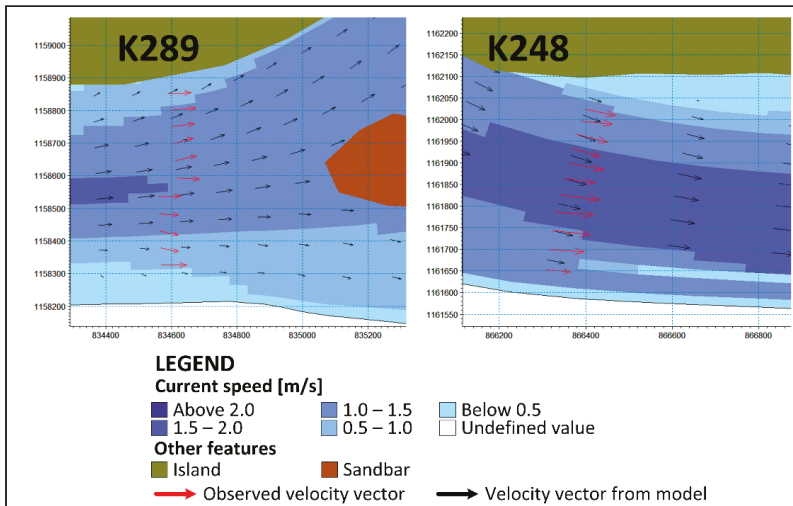 K289
1159000
1158900
1158800
1158700
1158600
1158500
1158400
1158300
1158200
834400 834600 834800 835000 835200
K248
1162200
1162150
1162100
1162050
1162000
1161950
1161900
1161850
1161800
1161750
1161700
1161650
1161600
1161550
866200 866400 866600 866800
LEGEND
Current speed [m/s]
Above 2.0 1.0 – 1.5 Below 0.5
1.5 – 2.0 0.5 – 1.0 Undefined value
Other features
Island Sandbar
Observed velocity vector Velocity vector from model